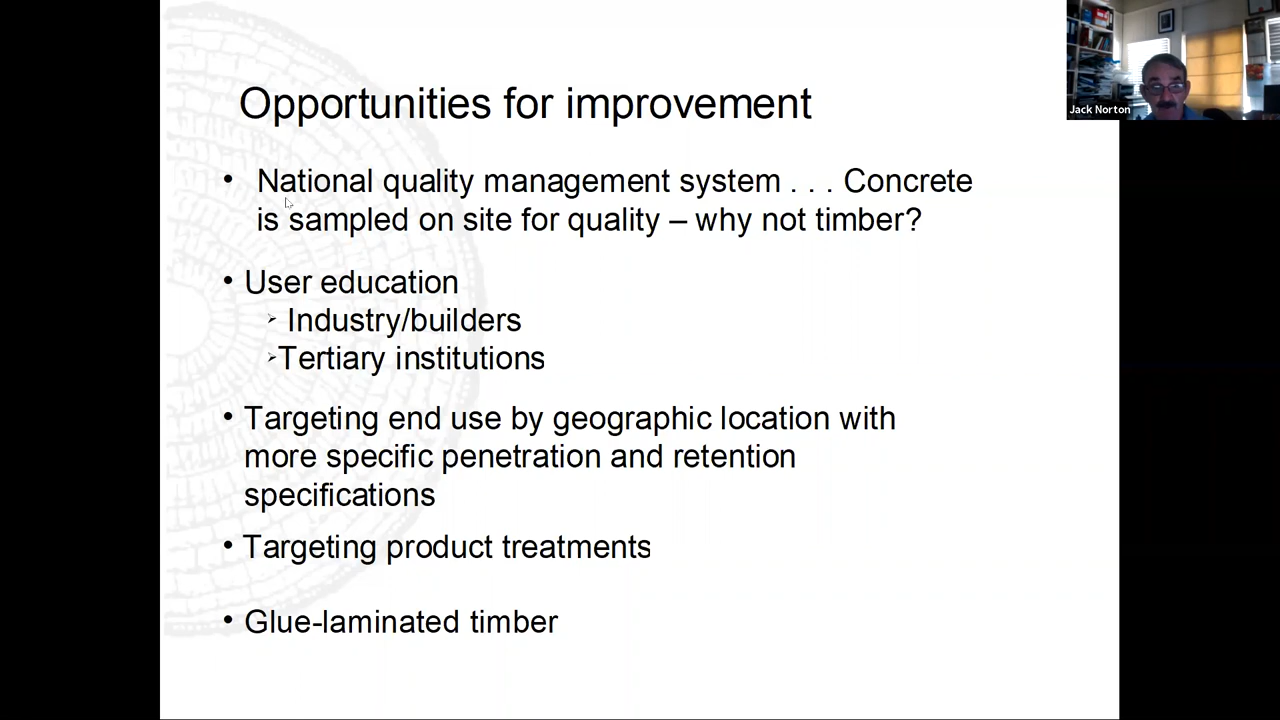 Opportunities for improvement
Jack Norton
• National quality management system . . . Concrete
is sampled on site for quality – why not timber?
• User education
➢ Industry/builders
➢Tertiary institutions
• Targeting end use by geographic location with
more specific penetration and retention
specifications
• Targeting product treatments
• Glue-laminated timber